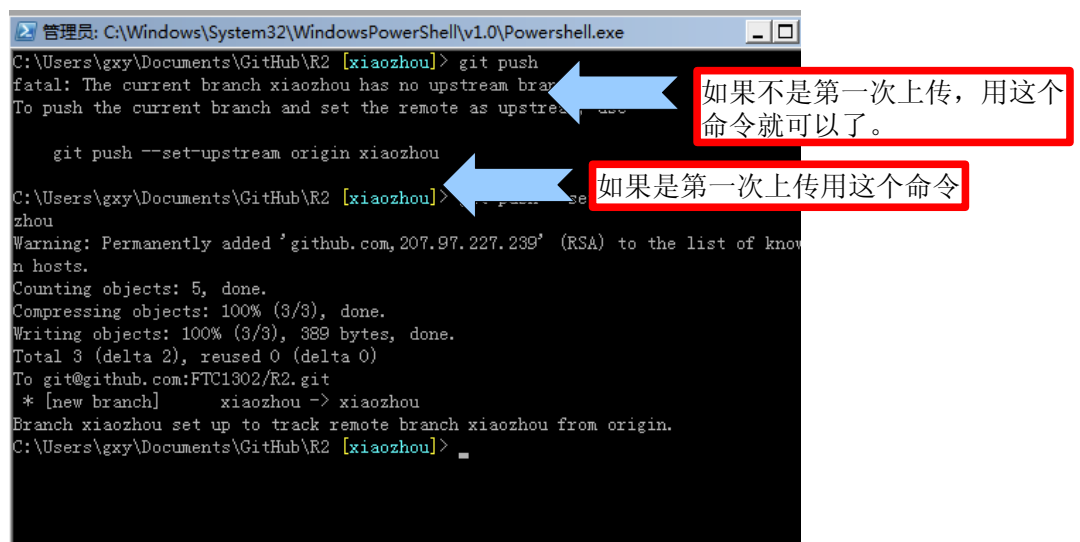 管理员: C:\Windows\System32\WindowsPowerShell\v1.0\Powershell.exe
C:\Users\gxy\Documents\GitHub\R2 [xiaozhou]> git push
fatal: The current branch xiaozhou has no upstream
To push the current branch and set the remote as
如果不是第一次上传，用这个
命令就可以了。
git push --set-upstream origin xiaozhou
如果是第一次上传用这个命令
C:\Users\gxy\Documents\GitHub\R2 [xiaozhou]>
zhou
Warning: Permanently added 'github.com,207.97.227.239' (RSA) to the list of know
n hosts.
Counting objects: 5, done.
Compressing objects: 100% (3/3), done.
Writing objects: 100% (3/3), 389 bytes, done.
Total 3 (delta 2), reused 0 (delta 0)
To git@github.com:FTC1302/R2.git
* [new branch] xiaozhou -> xiaozhou
Branch xiaozhou set up to track remote branch xiaozhou from origin.
C:\Users\gxy\Documents\GitHub\R2 [xiaozhou]> _